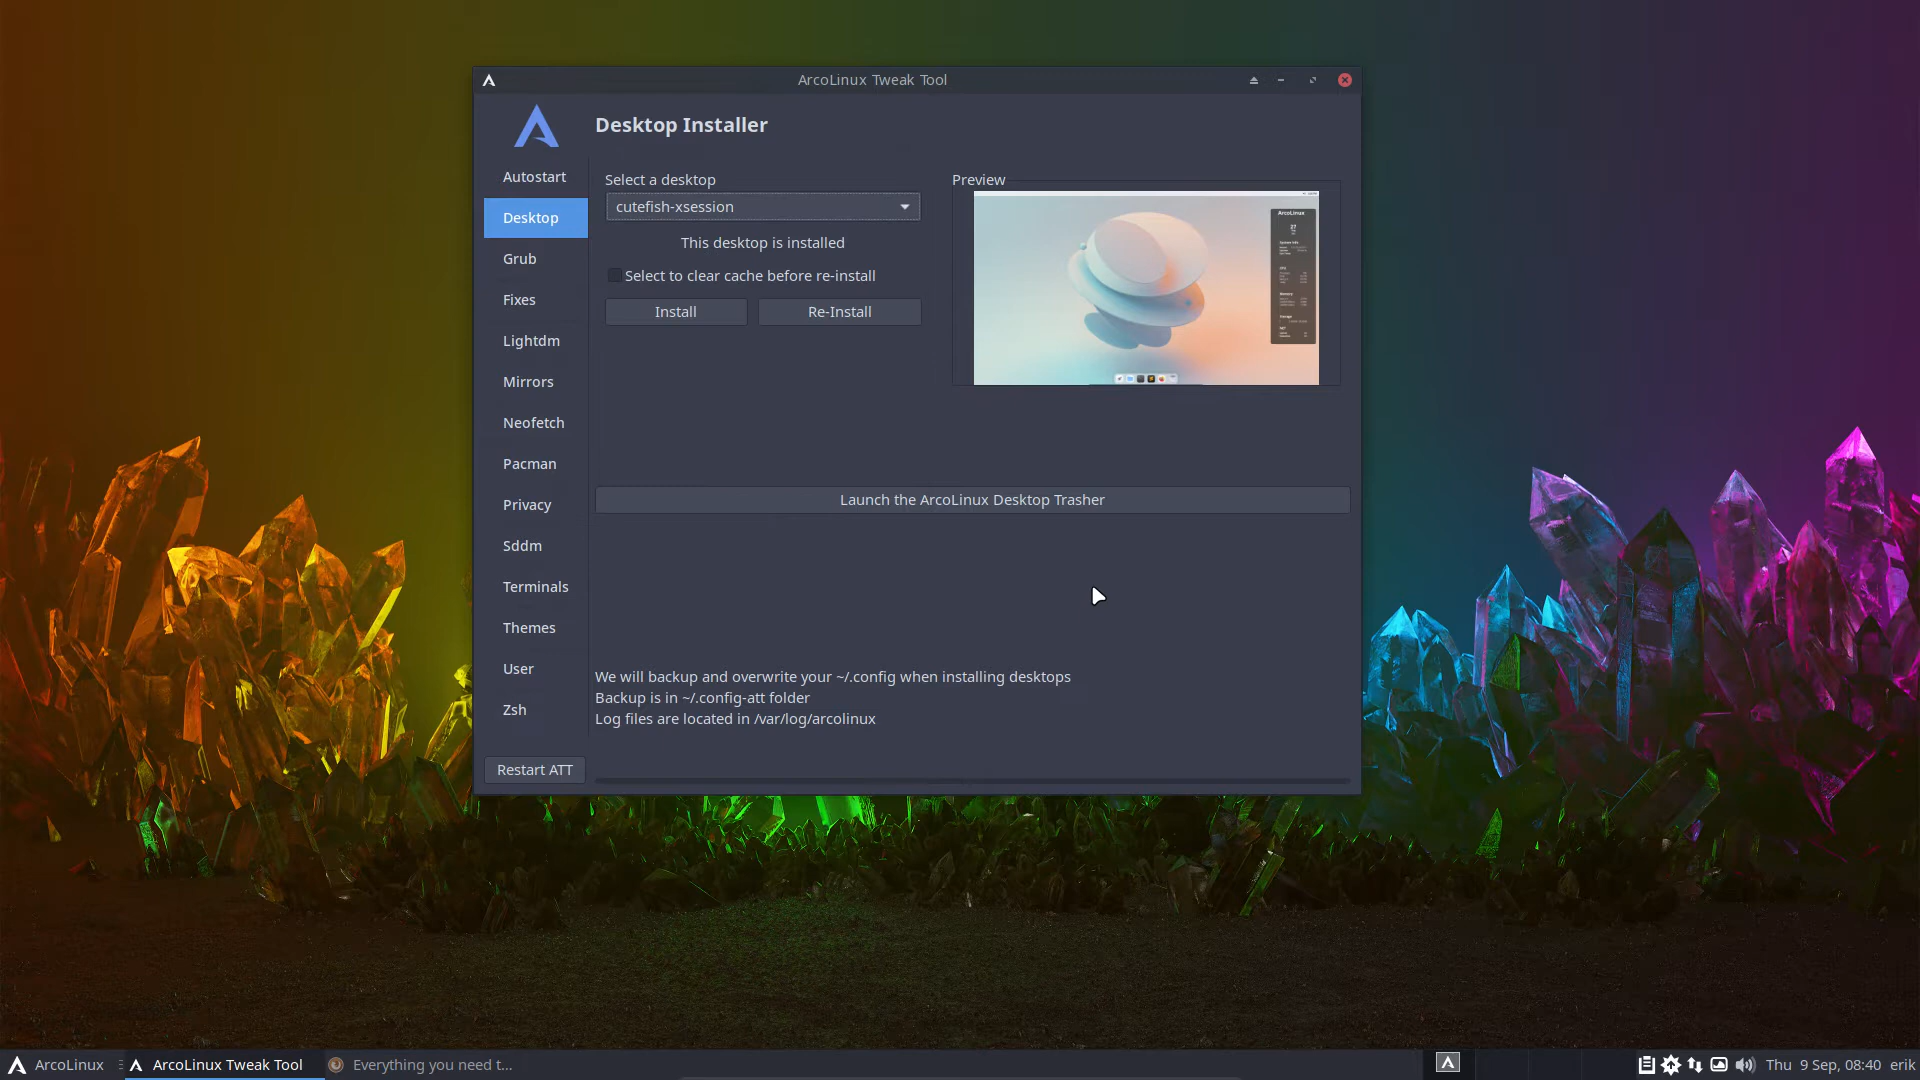 ArcoLinux Tweak Tool
Desktop Installer
Autostart
Desktop
Grub
Fixes
Lightdm
Mirrors
Neofetch
Pacman
Privacy
Sddm
Terminals
Themes
User
Zsh
Restart ATT
Select a desktop
cutefish-xsession
This desktop is installed
Select to clear cache before re-install
Install
Re-Install
Preview
ArcoLinux
27
Launch the ArcoLinux Desktop Trasher
We will backup and overwrite your ~/.config when installing desktops
Backup is in ~/.config-att folder
Log files are located in /var/log/arcolinux
ArcoLinux
ArcoLinux Tweak Tool
Everything you need t...
Thu 9 Sep, 08:40 erik